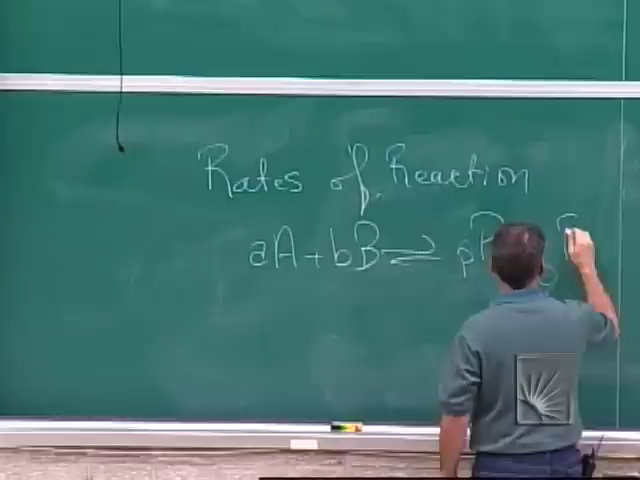 Rates of Reaction
aA + bB ⇌ pP